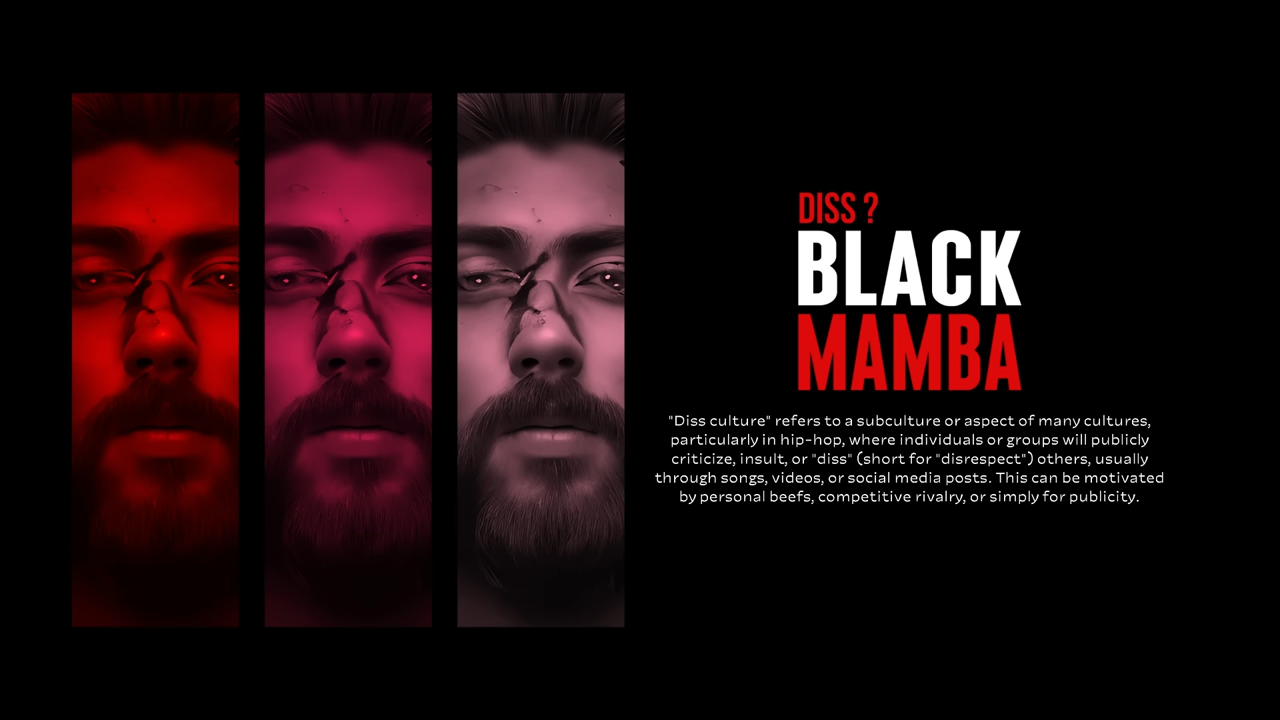 DISS ?
BLACK
MAMBA
"Diss culture" refers to a subculture or aspect of many cultures,
particularly in hip-hop, where individuals or groups will publicly
criticize, insult, or "diss" (short for "disrespect") others, usually
through songs, videos, or social media posts. This can be motivated
by personal beefs, competitive rivalry, or simply for publicity.